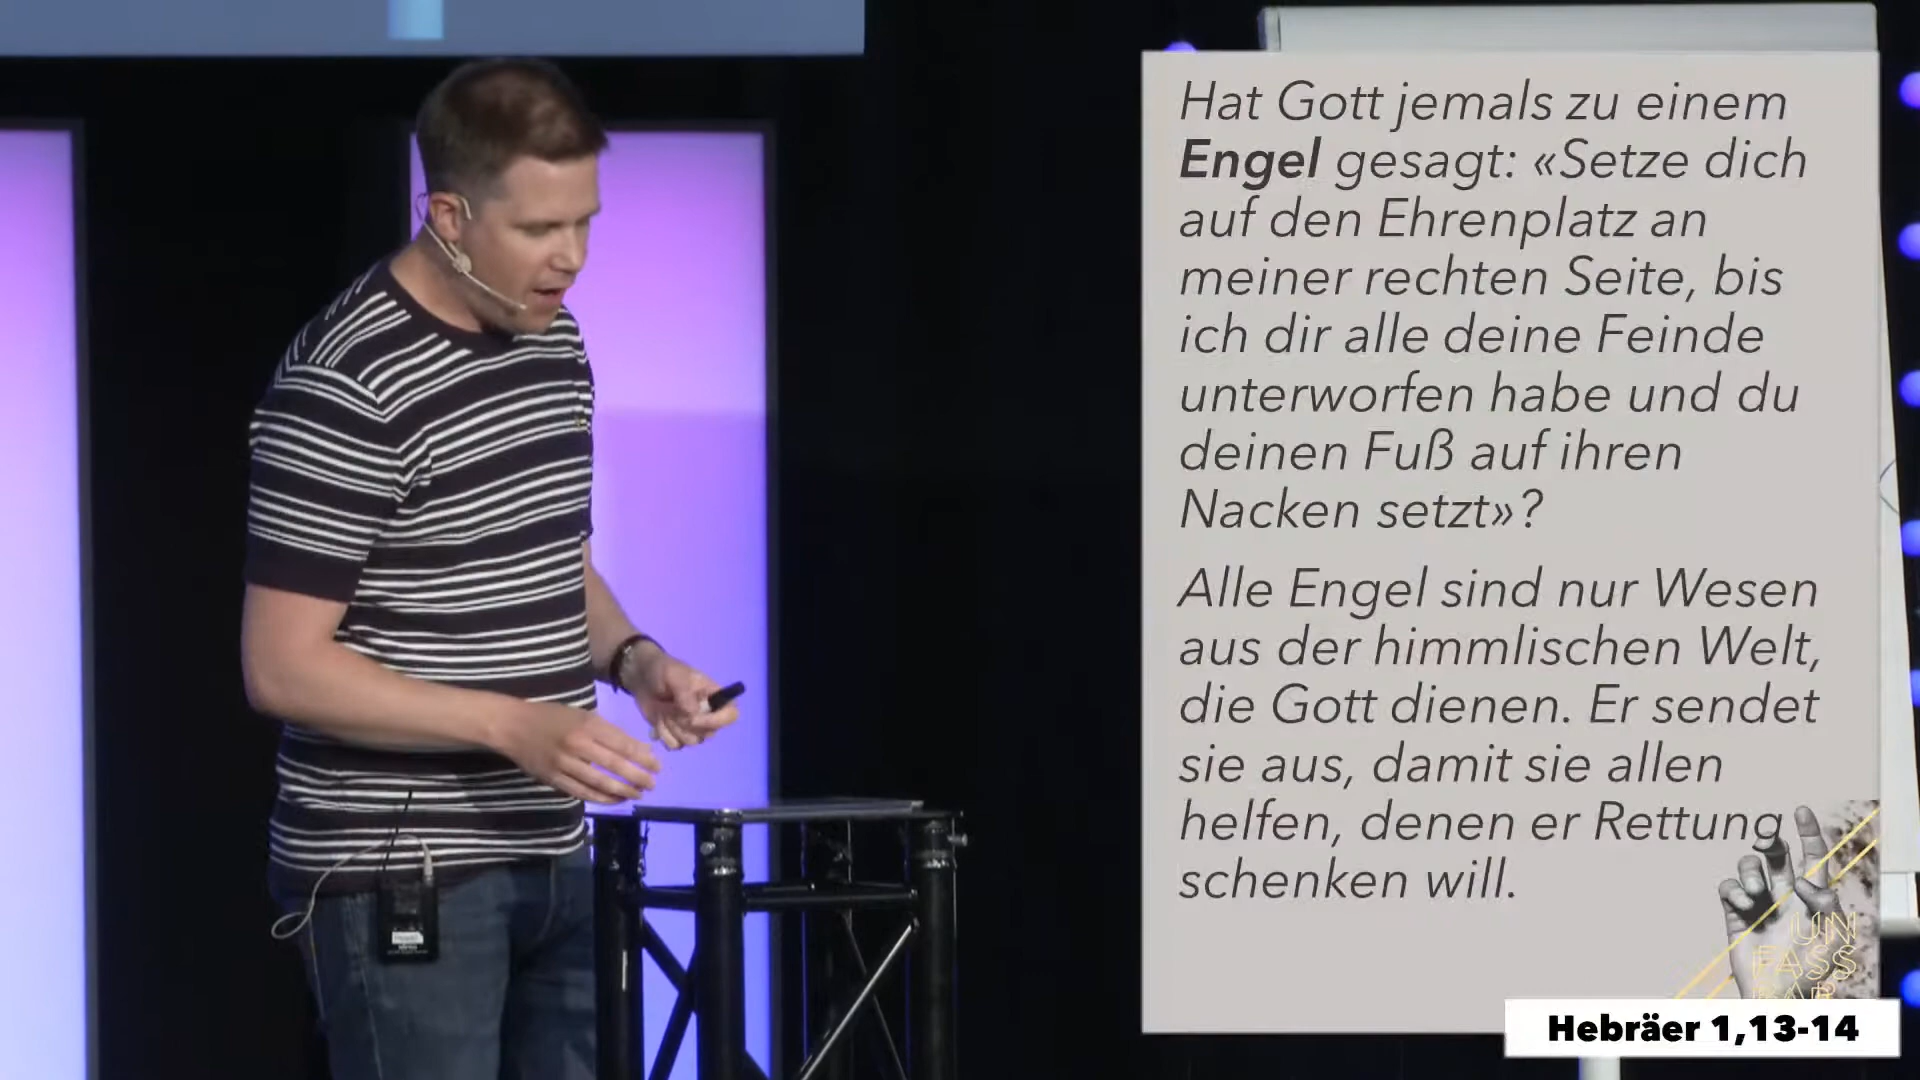 Hat Gott jemals zu einem
Engel gesagt: «Setze dich
auf den Ehrenplatz an
meiner rechten Seite, bis
ich dir alle deine Feinde
unterworfen habe und du
deinen Fuß auf ihren
Nacken setzt»?
Alle Engel sind nur Wesen
aus der himmlischen Welt,
die Gott dienen. Er sendet
sie aus, damit sie allen
helfen, denen er Rettung
schenken will.
UN
FASS
BAR
Hebräer 1,13-14